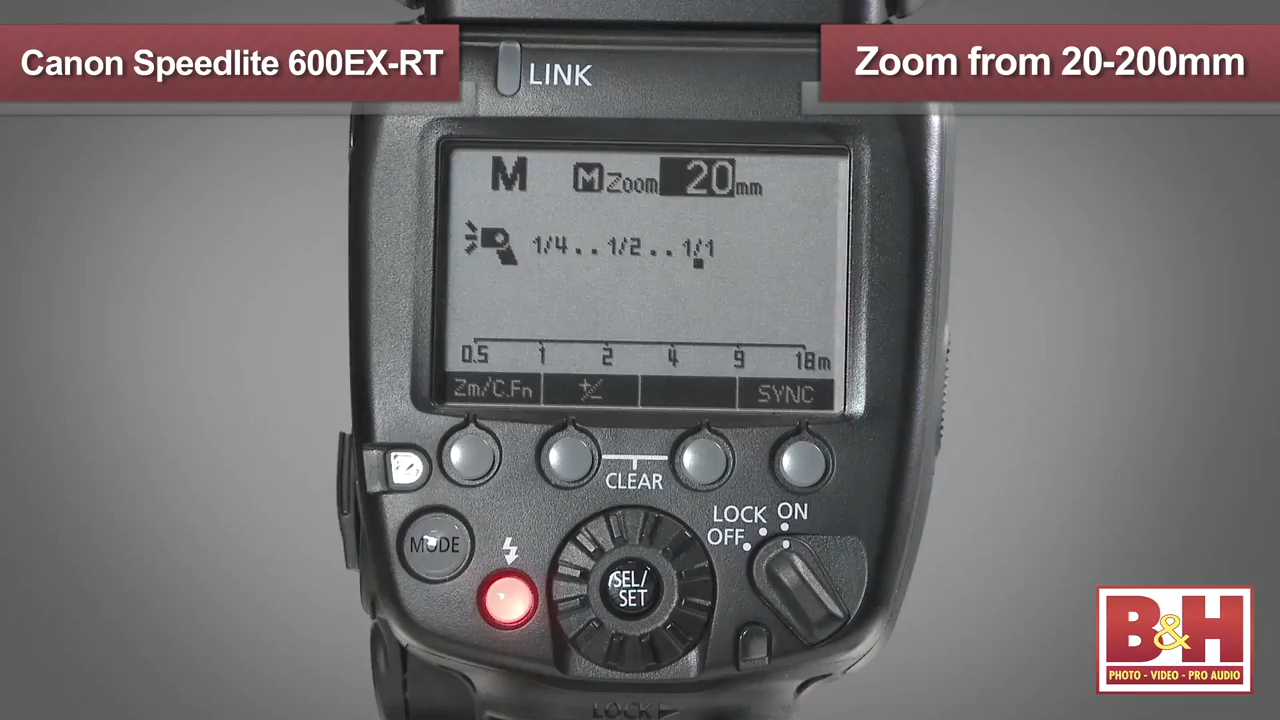 Canon Speedlite 600EX-RT
Zoom from 20-200mm
LINK
M M Zoom 20mm
1/4..1/2..1/1
0.5 1 2 4 9 18m
Zm/C.Fn +/- SYNC
CLEAR
LOCK ON
OFF
MODE
SEL/
SET
LOCK
B&H
PHOTO - VIDEO - PRO AUDIO